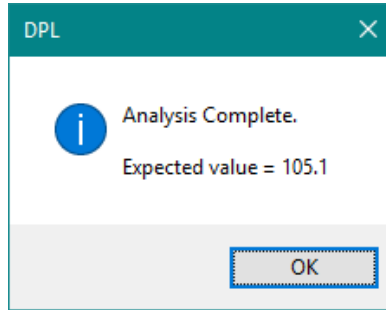 DPL
Analysis Complete.
Expected value = 105.1
OK